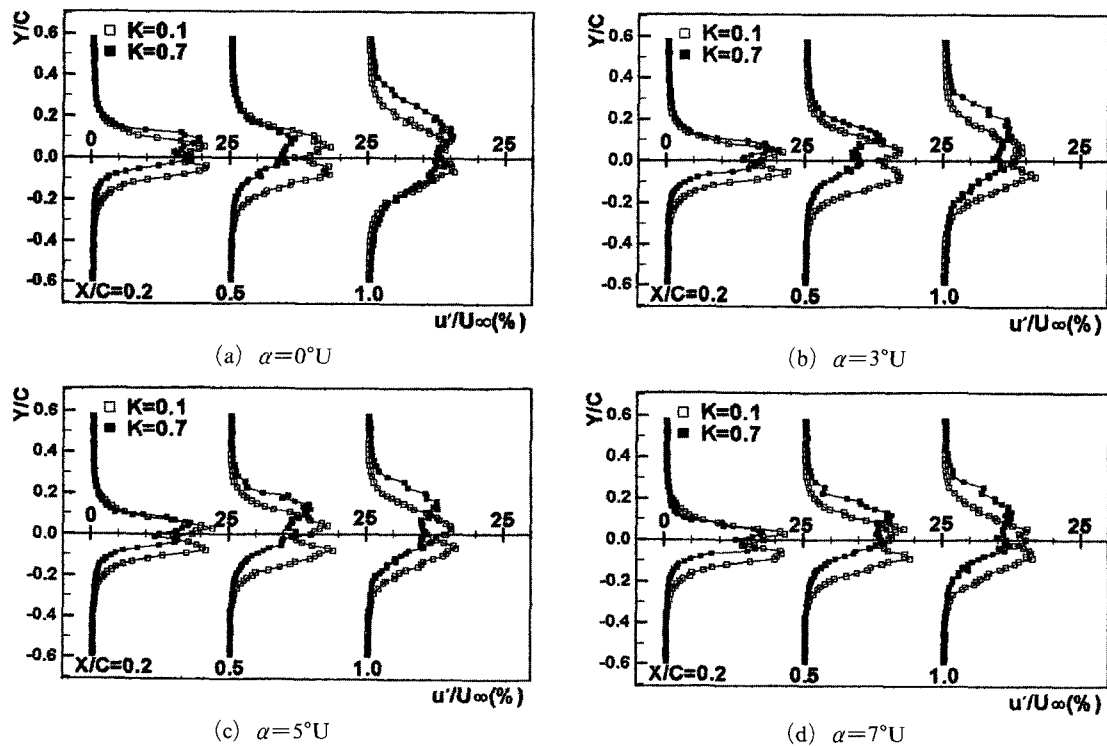 Y/C
0.6
0.4
0.2
0.0
-0.2
-0.4
-0.6
K=0.1
K=0.7
0
25
25
25
X/C=0.2
0.5
1.0
u′/U∞(%)
(a) α=0°U
Y/C
0.6
0.4
0.2
0.0
-0.2
-0.4
-0.6
K=0.1
K=0.7
0
25
25
25
X/C=0.2
0.5
1.0
u′/U∞(%)
(b) α=3°U
Y/C
0.6
0.4
0.2
0.0
-0.2
-0.4
-0.6
K=0.1
K=0.7
0
25
25
25
X/C=0.2
0.5
1.0
u′/U∞(%)
(c) α=5°U
Y/C
0.6
0.4
0.2
0.0
-0.2
-0.4
-0.6
K=0.1
K=0.7
0
25
25
25
X/C=0.2
0.5
1.0
u′/U∞(%)
(d) α=7°U